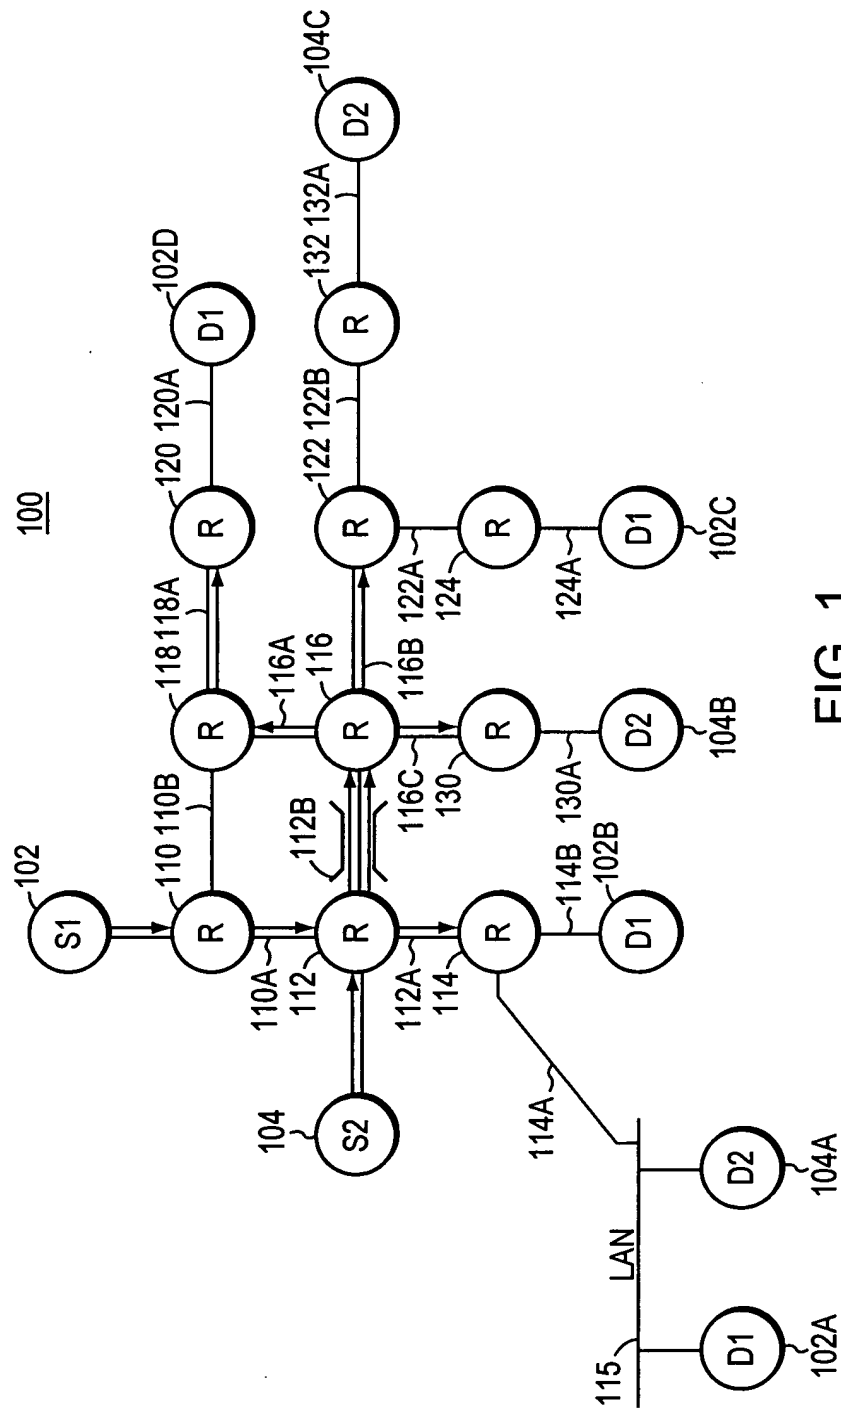 100
102
S1
110
R
110B
118
R
118A
120
R
120A
102D
D1
110A
116A
104
S2
112
R
112B
116
R
116B
122
R
122B
132
R
132A
104C
D2
112A
114
R
116C
130
R
122A
124
R
114A
114B
102B
D1
130A
D2
104B
124A
D1
102C
115
LAN
D1
102A
D2
104A
FIG. 1